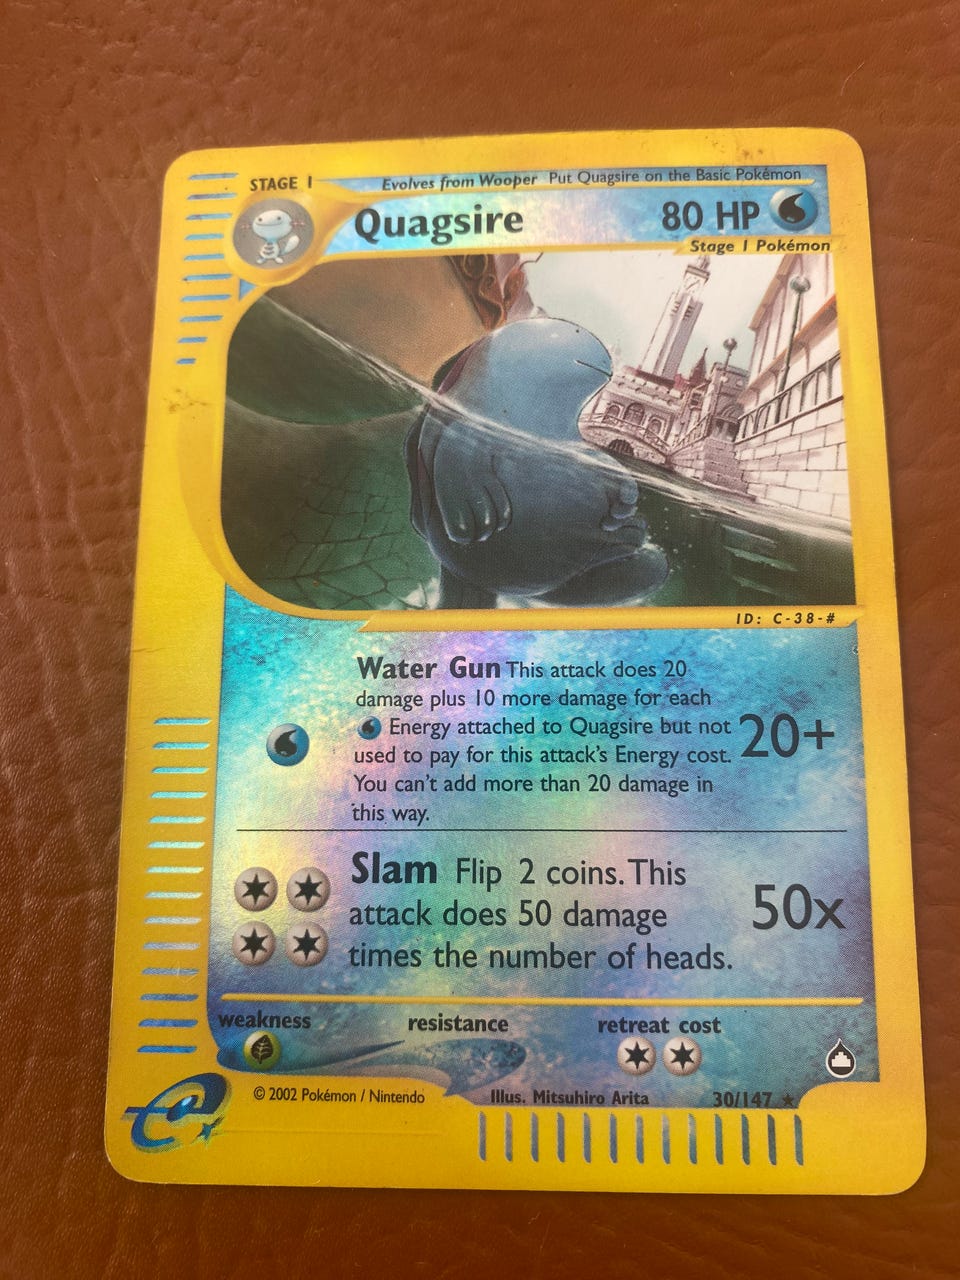 STAGE 1
Evolves from Wooper Put Quagsire on the Basic Pokémon
Quagsire 80 HP
Stage 1 Pokémon
ID: C-38-#
Water Gun This attack does 20
damage plus 10 more damage for each
Energy attached to Quagsire but not
used to pay for this attack's Energy cost.
You can't add more than 20 damage in
this way.
20+
Slam Flip 2 coins. This
attack does 50 damage
times the number of heads.
50x
weakness resistance retreat cost
© 2002 Pokémon / Nintendo Illus. Mitsuhiro Arita 30/147 ★
e